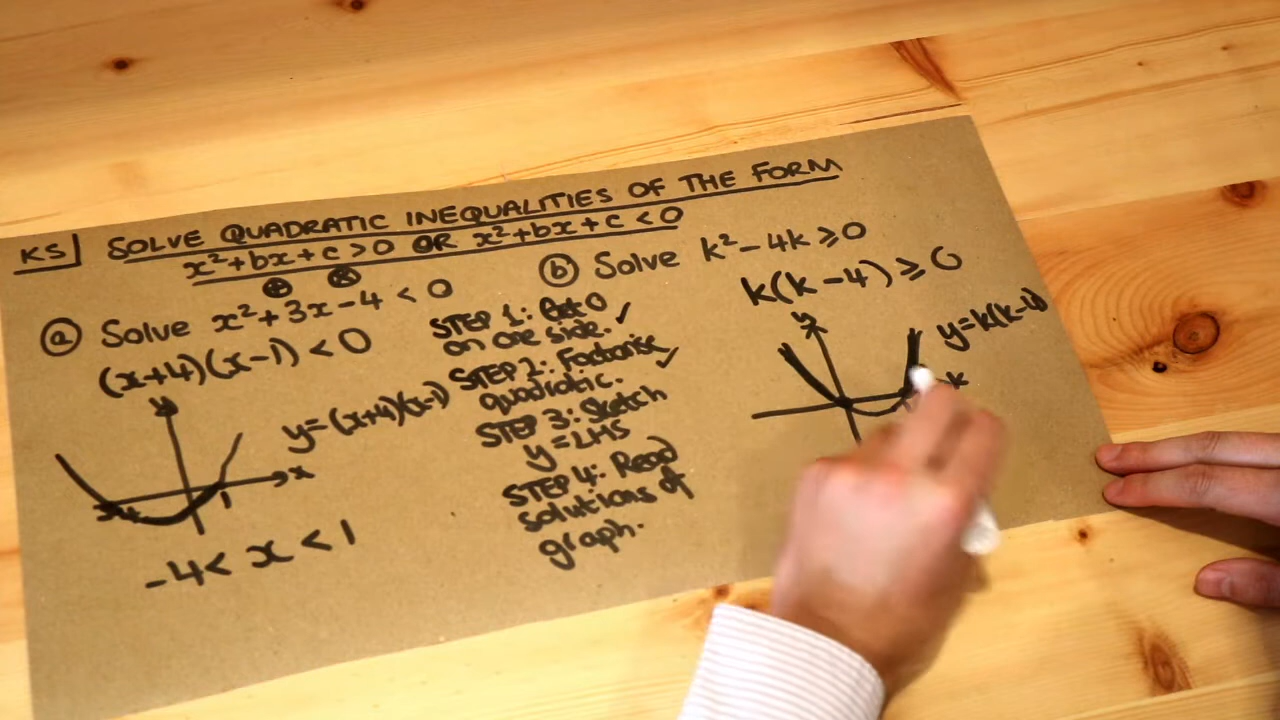 KS SOLVE QUADRATIC INEQUALITIES OF THE FORM
x²+bx+c>0 OR x²+bx+c<0
ⓐ Solve x²+3x-4<0
(x+4)(x-1)<0
y
y=(x+4)(x-1)
x
-4
1
-4<x<1
STEP 1: Get 0
on one side. ✓
STEP 2: Factorise ✓
quadratic.
STEP 3: Sketch
y=LHS
STEP 4: Read
solutions of
graph.
ⓑ Solve k²-4k≥0
k(k-4)≥0
y
y=k(k-4)
k